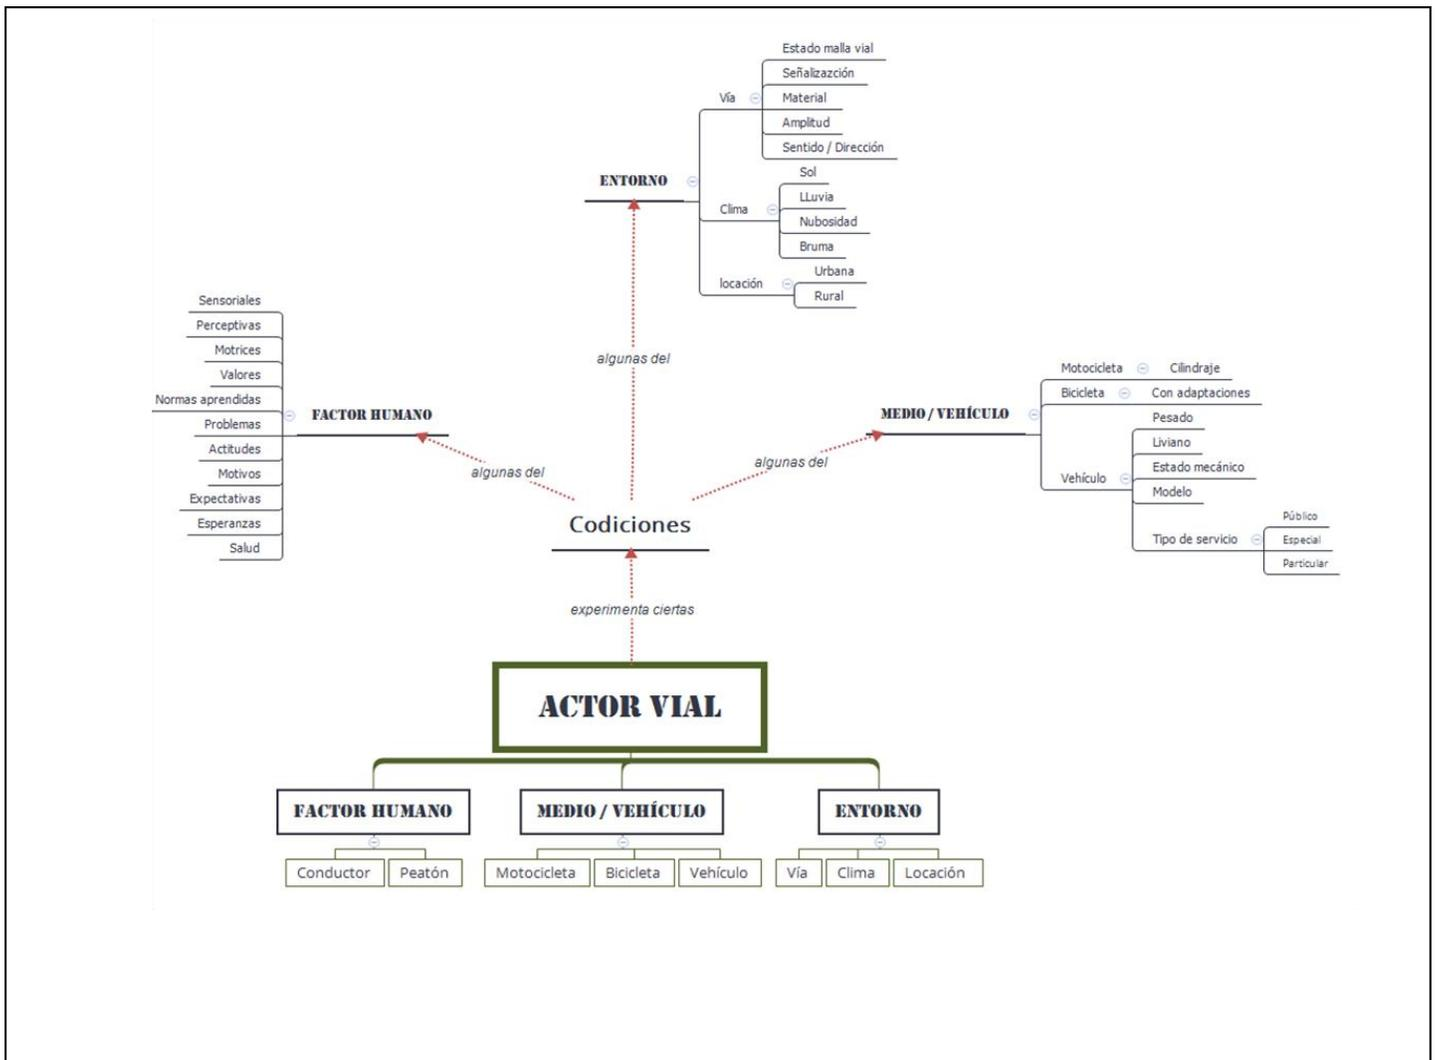 Estado malla vial
Señalizazción
Vía
Material
Amplitud
Sentido / Dirección
ENTORNO
Sol
LLuvia
Clima
Nubosidad
Bruma
locación
Urbana
Rural
algunas del
Sensoriales
Perceptivas
Motrices
Valores
Normas aprendidas
Problemas
Actitudes
Motivos
Expectativas
Esperanzas
Salud
FACTOR HUMANO
algunas del
MEDIO / VEHÍCULO
Motocicleta
Cilindraje
Bicicleta
Con adaptaciones
Vehículo
Pesado
Liviano
Estado mecánico
Modelo
Tipo de servicio
Público
Especial
Particular
algunas del
Codiciones
experimenta ciertas
ACTOR VIAL
FACTOR HUMANO
MEDIO / VEHÍCULO
ENTORNO
Conductor
Peatón
Motocicleta
Bicicleta
Vehículo
Vía
Clima
Locación